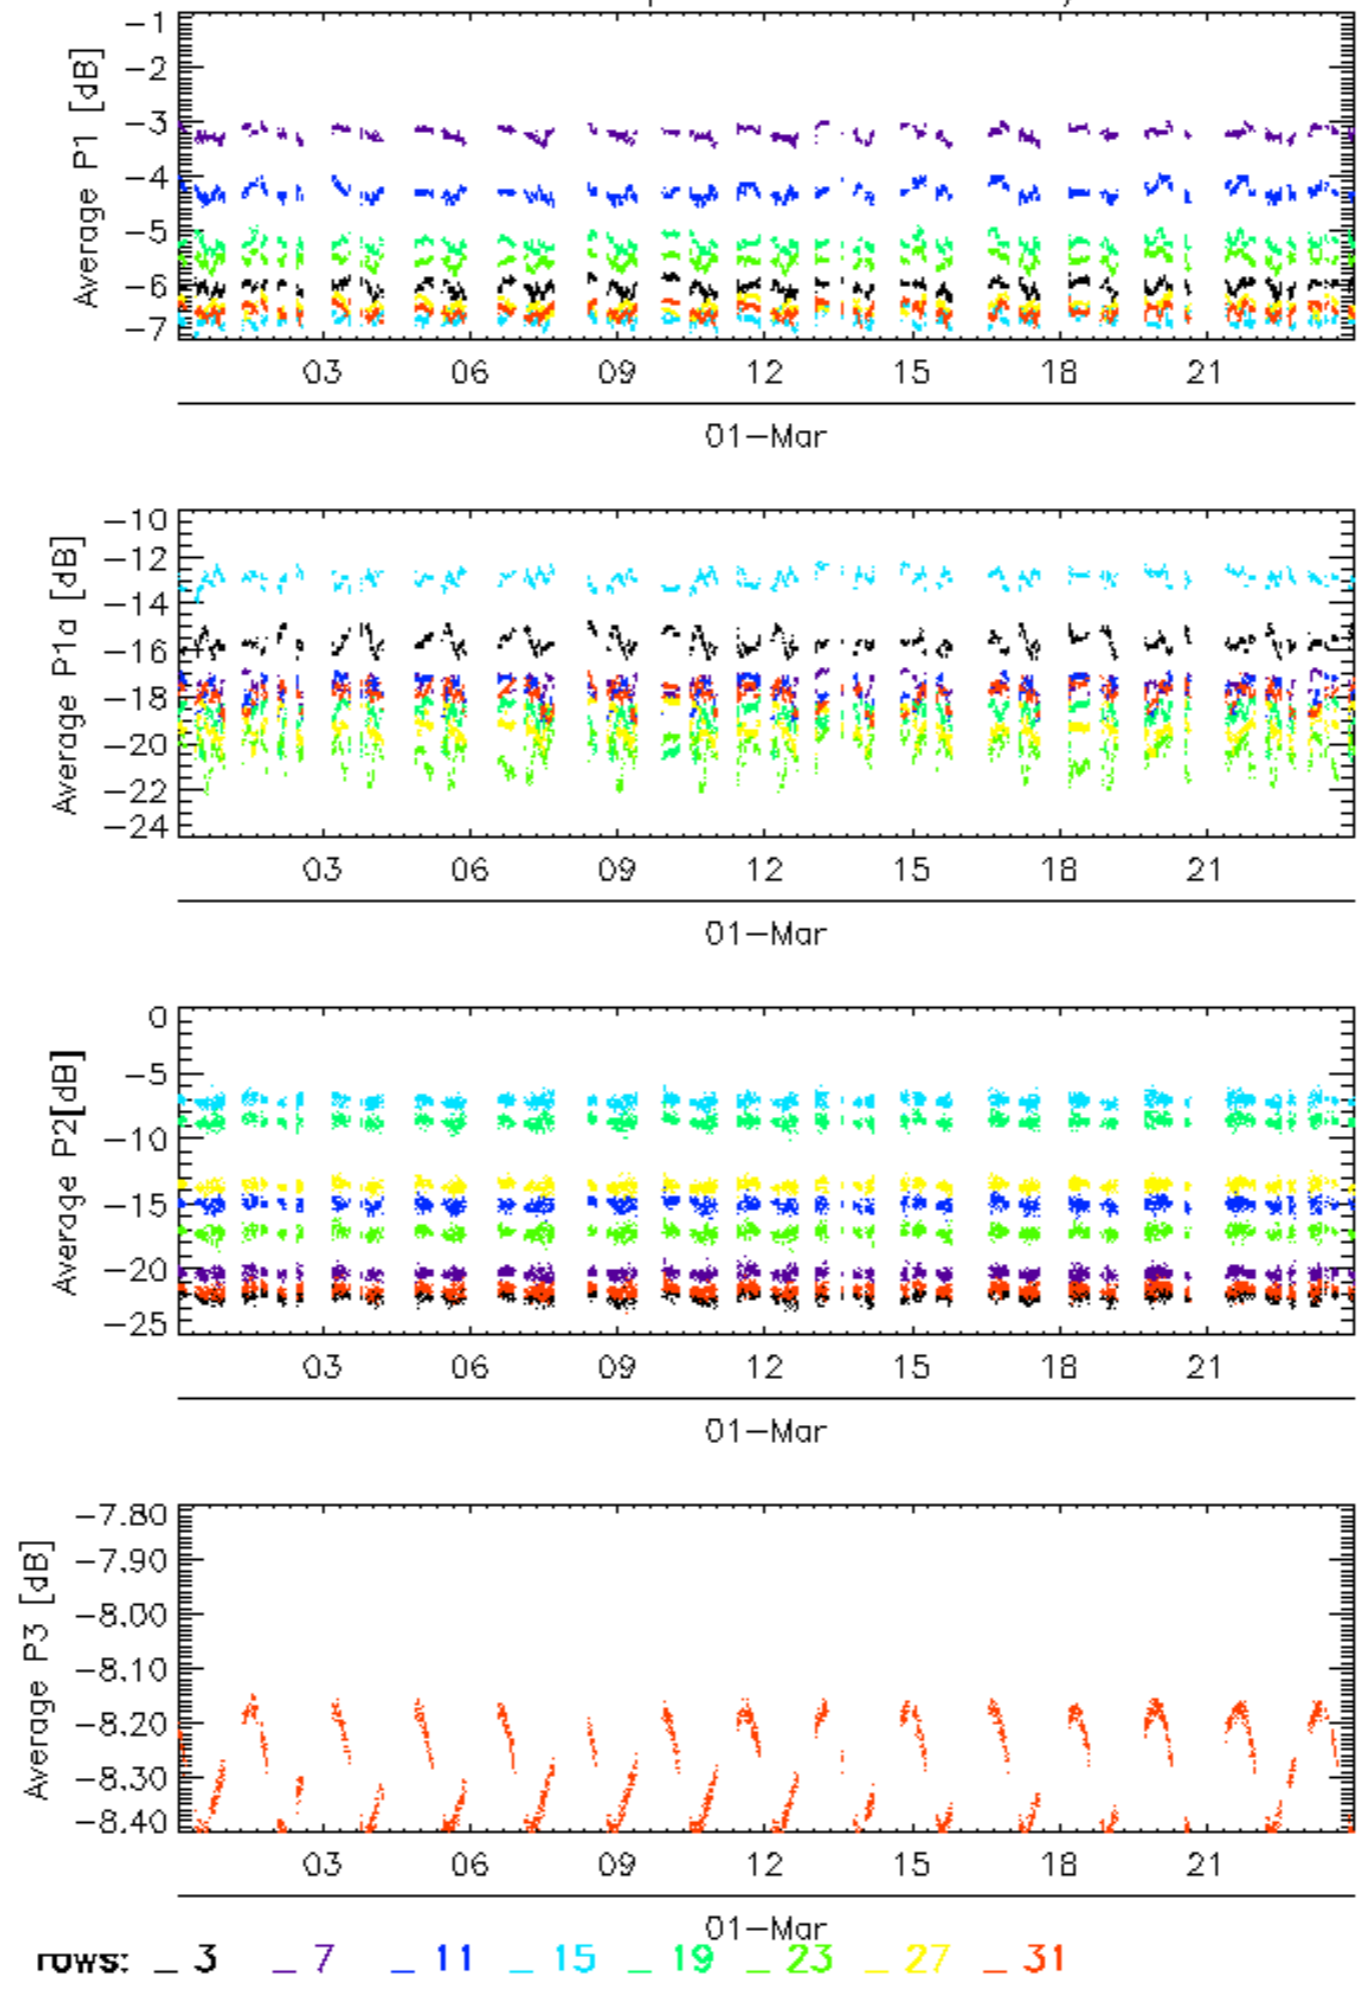 Average P1 [dB]
-1
-2
-3
-4
-5
-6
-7
03 06 09 12 15 18 21
01-Mar
Average P1a [dB]
-10
-12
-14
-16
-18
-20
-22
-24
03 06 09 12 15 18 21
01-Mar
Average P2[dB]
0
-5
-10
-15
-20
-25
03 06 09 12 15 18 21
01-Mar
Average P3 [dB]
-7.80
-7.90
-8.00
-8.10
-8.20
-8.30
-8.40
03 06 09 12 15 18 21
01-Mar
rows: _ 3 _ 7 _ 11 _ 15 _ 19 _ 23 _ 27 _ 31